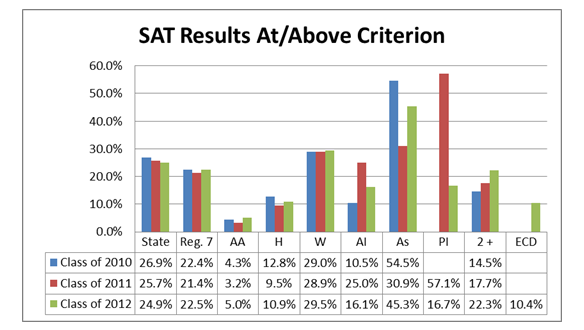 SAT Results At/Above Criterion
60.0%
50.0%
40.0%
30.0%
20.0%
10.0%
0.0%
State Reg. 7 AA H W AI As PI 2 + ECD
Class of 2010 26.9% 22.4% 4.3% 12.8% 29.0% 10.5% 54.5% 14.5%
Class of 2011 25.7% 21.4% 3.2% 9.5% 28.9% 25.0% 30.9% 57.1% 17.7%
Class of 2012 24.9% 22.5% 5.0% 10.9% 29.5% 16.1% 45.3% 16.7% 22.3% 10.4%